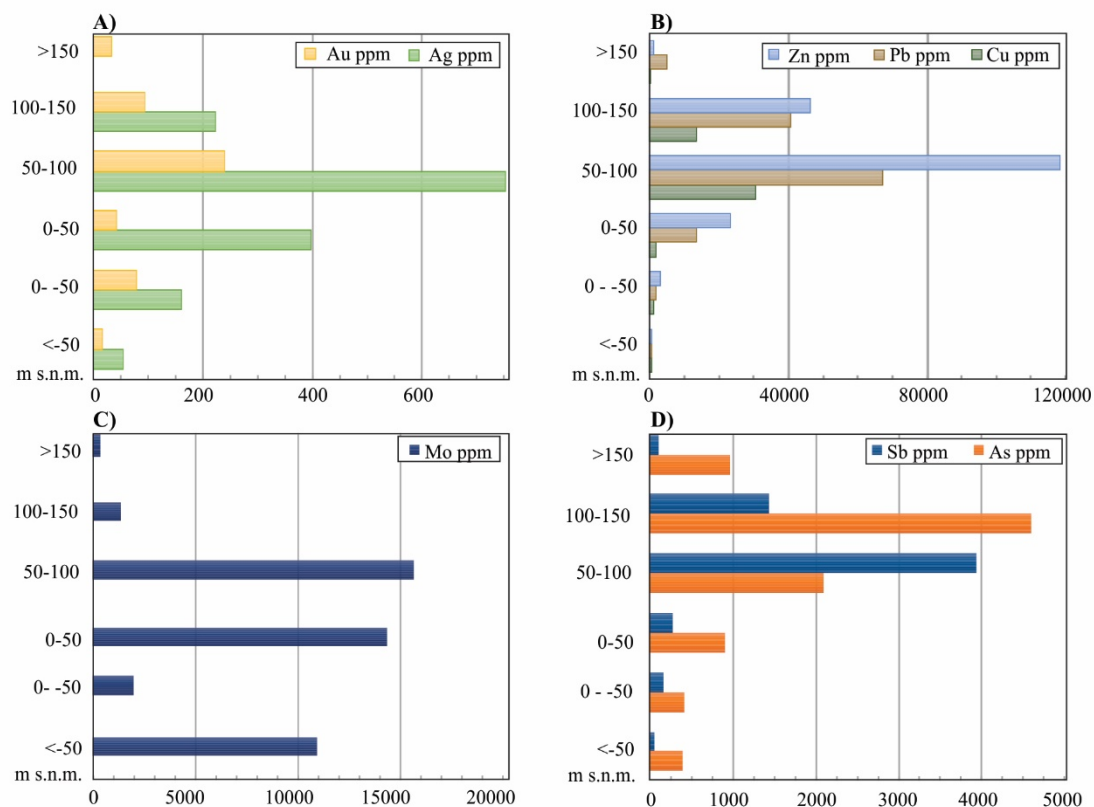 A)
Au ppm Ag ppm
>150
100-150
50-100
0-50
0- -50
<-50
m s.n.m.
0 200 400 600
B)
Zn ppm Pb ppm Cu ppm
>150
100-150
50-100
0-50
0- -50
<-50
m s.n.m.
0 40000 80000 120000
C)
Mo ppm
>150
100-150
50-100
0-50
0- -50
<-50
m s.n.m.
0 5000 10000 15000 20000
D)
Sb ppm As ppm
>150
100-150
50-100
0-50
0 - -50
<-50
m s.n.m.
0 1000 2000 3000 4000 5000